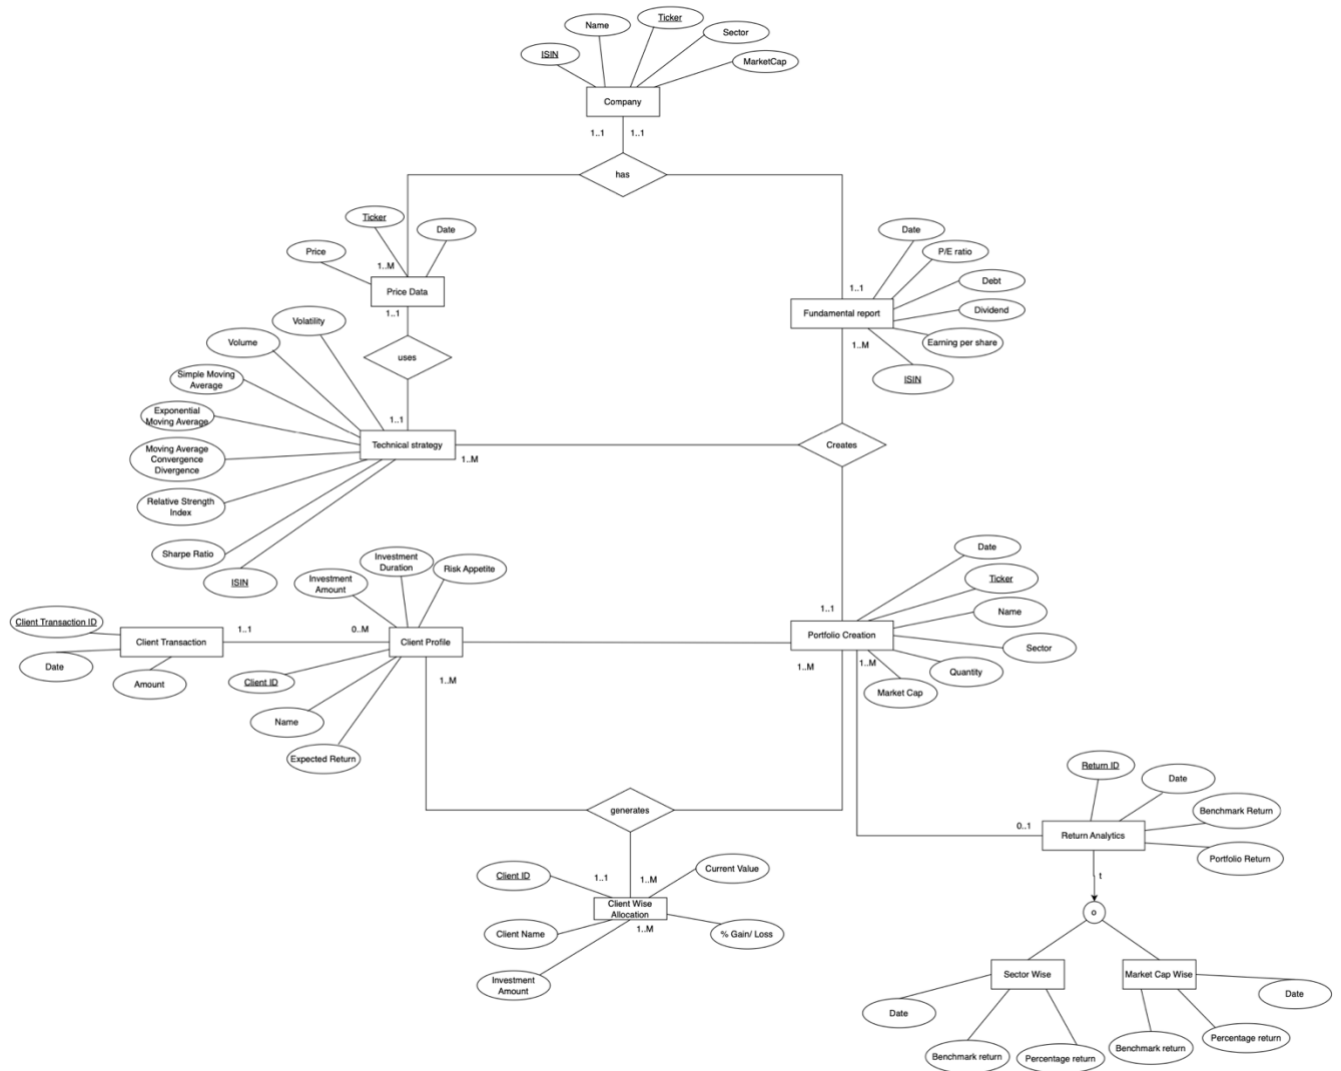 Ticker
Name
Sector
ISIN
MarketCap
Company
1..1
1..1
has
Ticker
Date
Price
1..M
Price Data
1..1
Date
P/E ratio
Debt
1..1
Dividend
Fundamental report
Earning per share
1..M
ISIN
Volatility
Volume
uses
Simple Moving
Average
Exponential
Moving Average
1..1
Technical strategy
1..M
Creates
Moving Average
Convergence
Divergence
Relative Strength
Index
Sharpe Ratio
ISIN
Investment
Duration
Risk Appetite
Investment
Amount
Date
Ticker
Name
Sector
Quantity
Market Cap
1..1
Portfolio Creation
1..M
1..M
Client Transaction ID
1..1
0..M
Client Transaction
Client Profile
Date
Amount
Client ID
1..M
Name
Expected Return
generates
Return ID
Date
Benchmark Return
0..1
Return Analytics
Portfolio Return
t
o
Client ID
1..1
1..M
Current Value
Client Wise
Allocation
Client Name
1..M
% Gain/ Loss
Investment
Amount
Sector Wise
Market Cap Wise
Date
Date
Benchmark return
Percentage return
Benchmark return
Percentage return